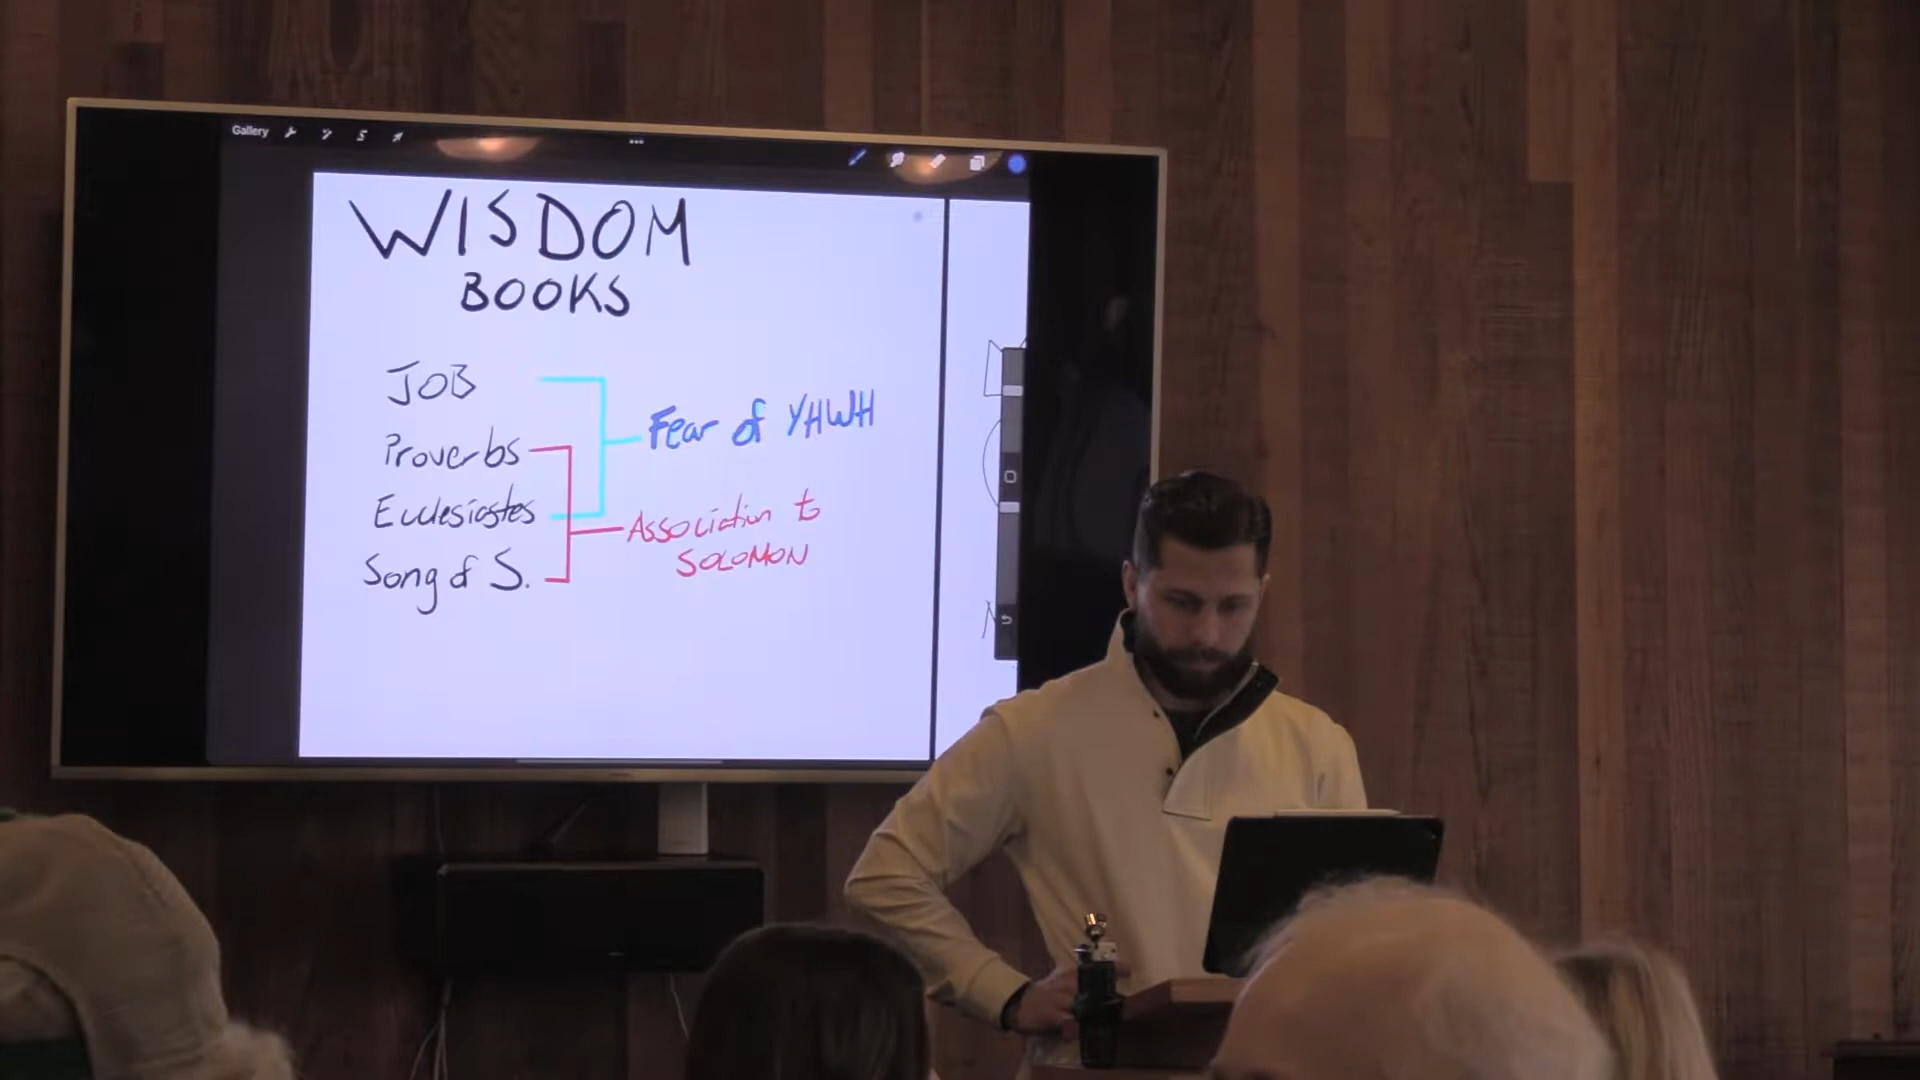 Gallery
WISDOM
BOOKS
JOB
Proverbs
Ecclesiastes
Song of S.
Fear of YHWH
Association to
SOLOMON